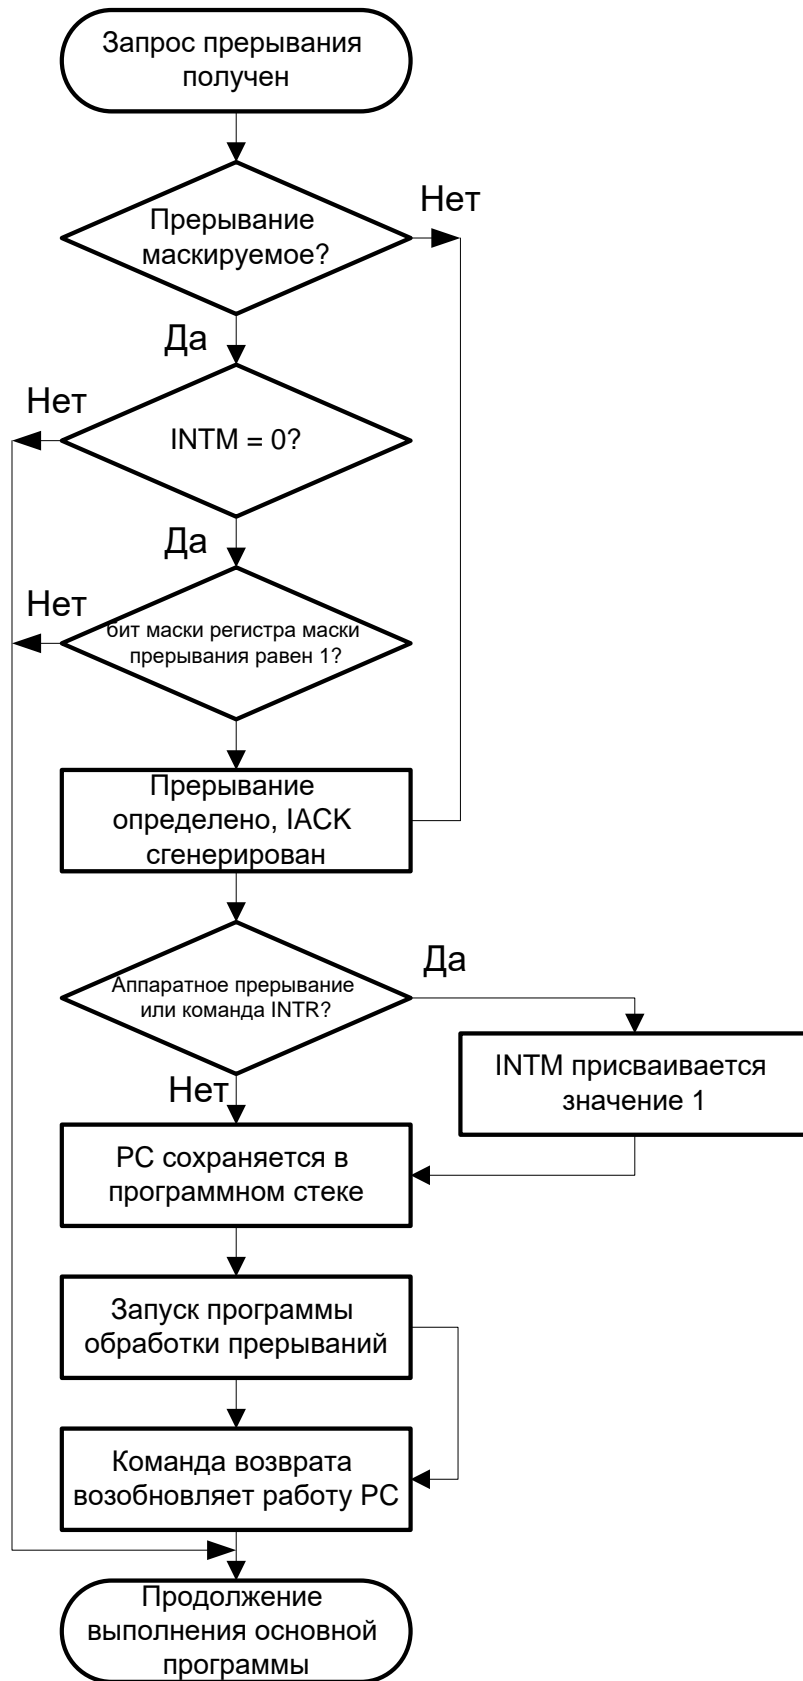 Запрос прерывания
получен
Прерывание
маскируемое?
Нет
Да
Нет
INTM = 0?
Да
Нет
бит маски регистра маски
прерывания равен 1?
Прерывание
определено, IACK
сгенерирован
Аппаратное прерывание
или команда INTR?
Да
Нет
INTM присваивается
значение 1
PC сохраняется в
программном стеке
Запуск программы
обработки прерываний
Команда возврата
возобновляет работу PC
Продолжение
выполнения основной
программы